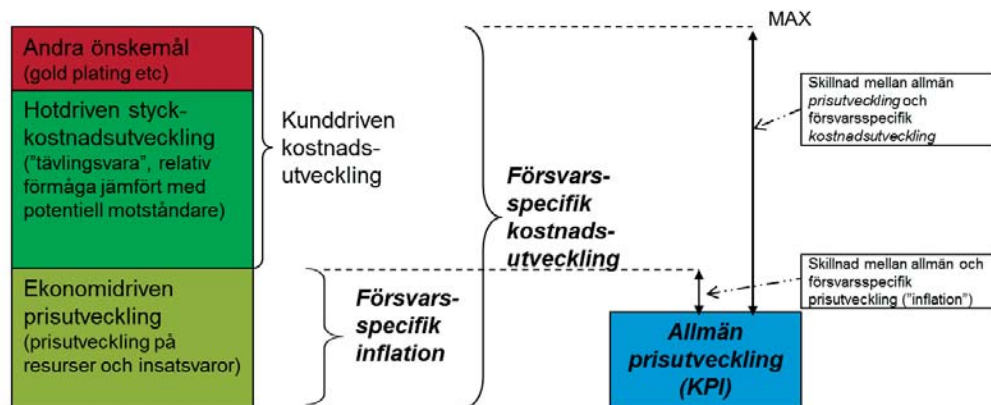 Andra önskemål
(gold plating etc)
Hotdriven styck-
kostnadsutveckling
("tävlingsvara", relativ
förmåga jämfört med
potentiell motståndare)
Ekonomidriven
prisutveckling
(prisutveckling på
resurser och insatsvaror)
Kunddriven
kostnads-
utveckling
Försvars-
specifik
inflation
Försvars-
specifik
kostnads-
utveckling
MAX
Skillnad mellan allmän
prisutveckling och
försvarsspecifik
kostnadsutveckling
Skillnad mellan allmän och
försvarsspecifik
prisutveckling ("inflation")
Allmän
prisutveckling
(KPI)